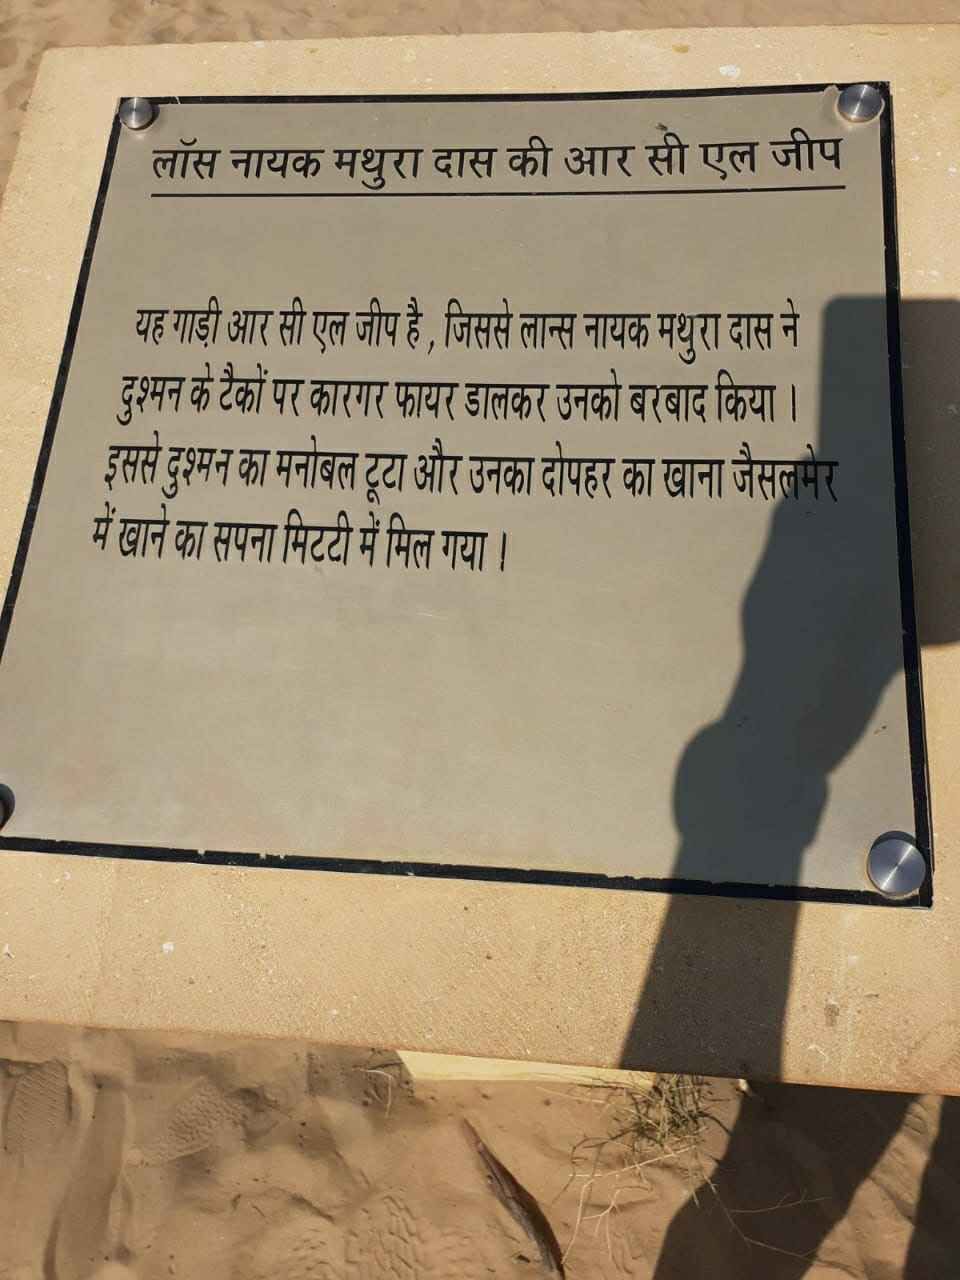 लॉस नायक मथुरा दास की आर सी एल जीप
यह गाड़ी आर सी एल जीप है , जिससे लान्स नायक मथुरा दास ने
दुश्मन के टैकों पर कारगर फायर डालकर उनको बरबाद किया ।
इससे दुश्मन का मनोबल टूटा और उनका दोपहर का खाना जैसलमेर
में खाने का सपना मिटटी में मिल गया ।